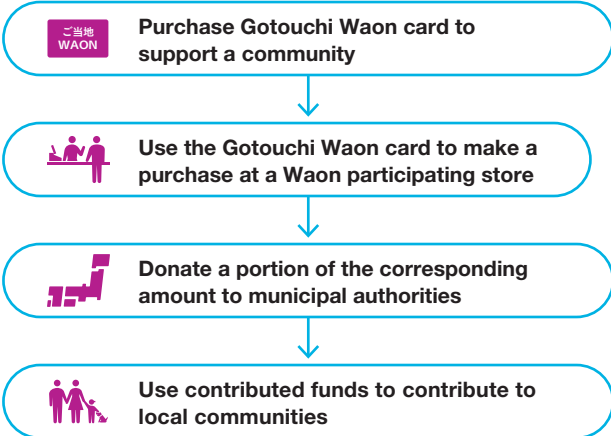 ご当地
WAON
Purchase Gotouchi Waon card to
support a community
Use the Gotouchi Waon card to make a
purchase at a Waon participating store
Donate a portion of the corresponding
amount to municipal authorities
Use contributed funds to contribute to
local communities